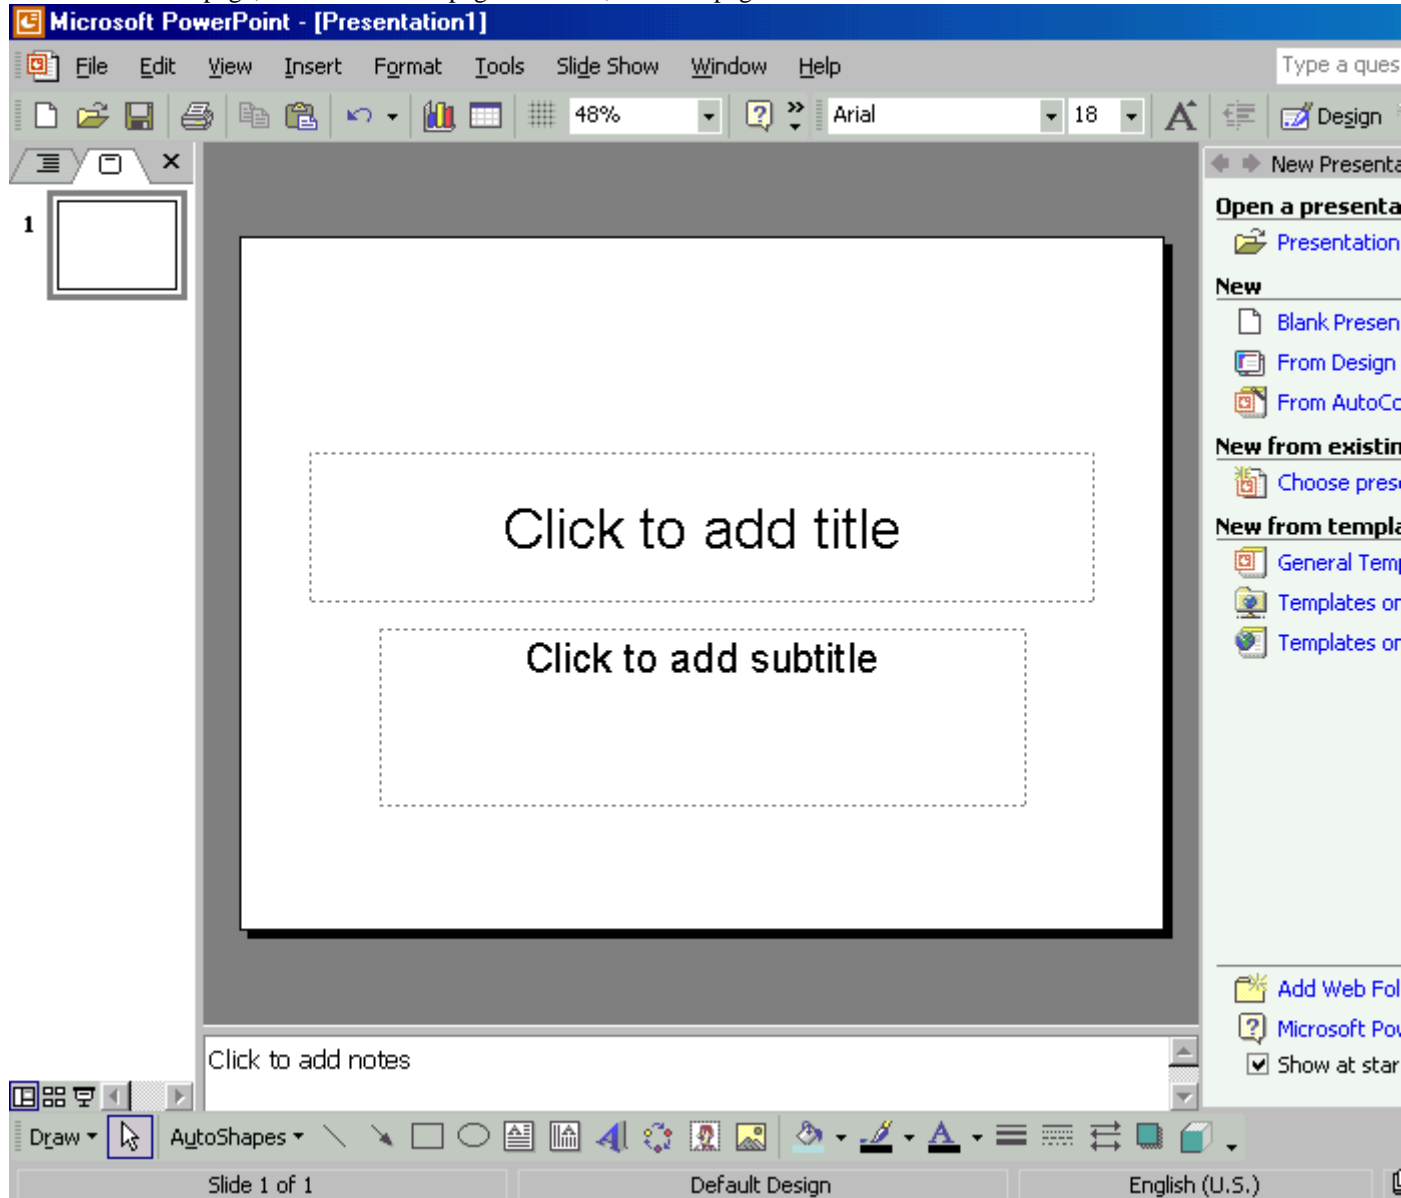 Microsoft PowerPoint - [Presentation1]
File Edit View Insert Format Tools Slide Show Window Help Type a ques
48% Arial 18 Design
New Presenta
1
Open a presenta
Presentation
New
Blank Presen
From Design
From AutoCo
New from existin
Choose pres
New from templa
General Temp
Templates or
Templates or
Click to add title
Click to add subtitle
Add Web Fol
Microsoft Pow
Show at star
Click to add notes
Draw AutoShapes
Slide 1 of 1 Default Design English (U.S.)